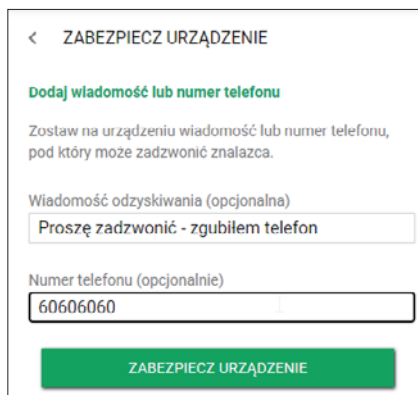 < ZABEZPIECZ URZĄDZENIE
Dodaj wiadomość lub numer telefonu
Zostaw na urządzeniu wiadomość lub numer telefonu,
pod który może zadzwonić znalazca.
Wiadomość odzyskiwania (opcjonalna)
Proszę zadzwonić - zgubiłem telefon
Numer telefonu (opcjonalnie)
60606060
ZABEZPIECZ URZĄDZENIE